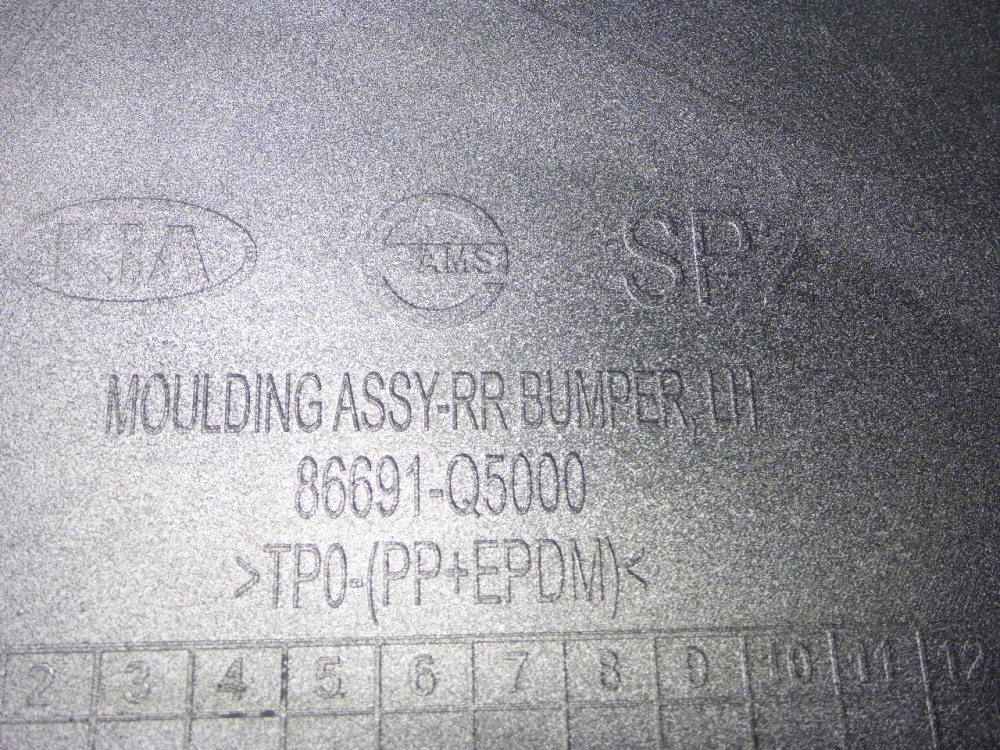 KIA AMS SP2
MOULDING ASSY-RR BUMPER, LH
86691-Q5000
>TPO-(PP+EPDM)<
2 3 4 5 6 7 8 9 10 11 12